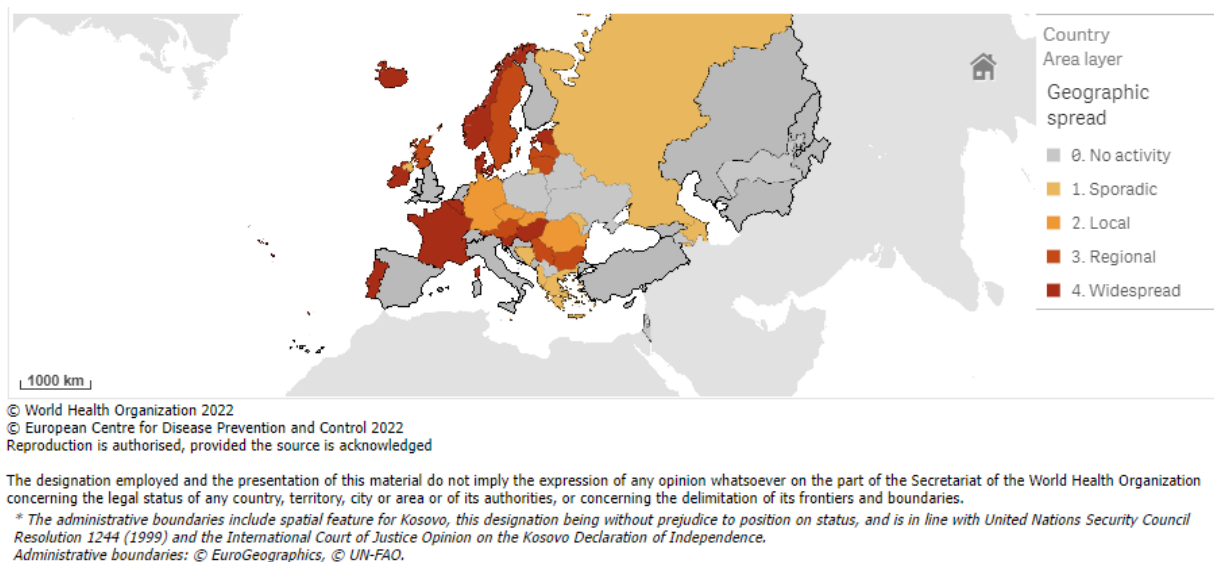 Country
Area layer
Geographic
spread
0. No activity
1. Sporadic
2. Local
3. Regional
4. Widespread
1000 km
© World Health Organization 2022
© European Centre for Disease Prevention and Control 2022
Reproduction is authorised, provided the source is acknowledged
The designation employed and the presentation of this material do not imply the expression of any opinion whatsoever on the part of the Secretariat of the World Health Organization
concerning the legal status of any country, territory, city or area or of its authorities, or concerning the delimitation of its frontiers and boundaries.
* The administrative boundaries include spatial feature for Kosovo, this designation being without prejudice to position on status, and is in line with United Nations Security Council
Resolution 1244 (1999) and the International Court of Justice Opinion on the Kosovo Declaration of Independence.
Administrative boundaries: © EuroGeographics, © UN-FAO.